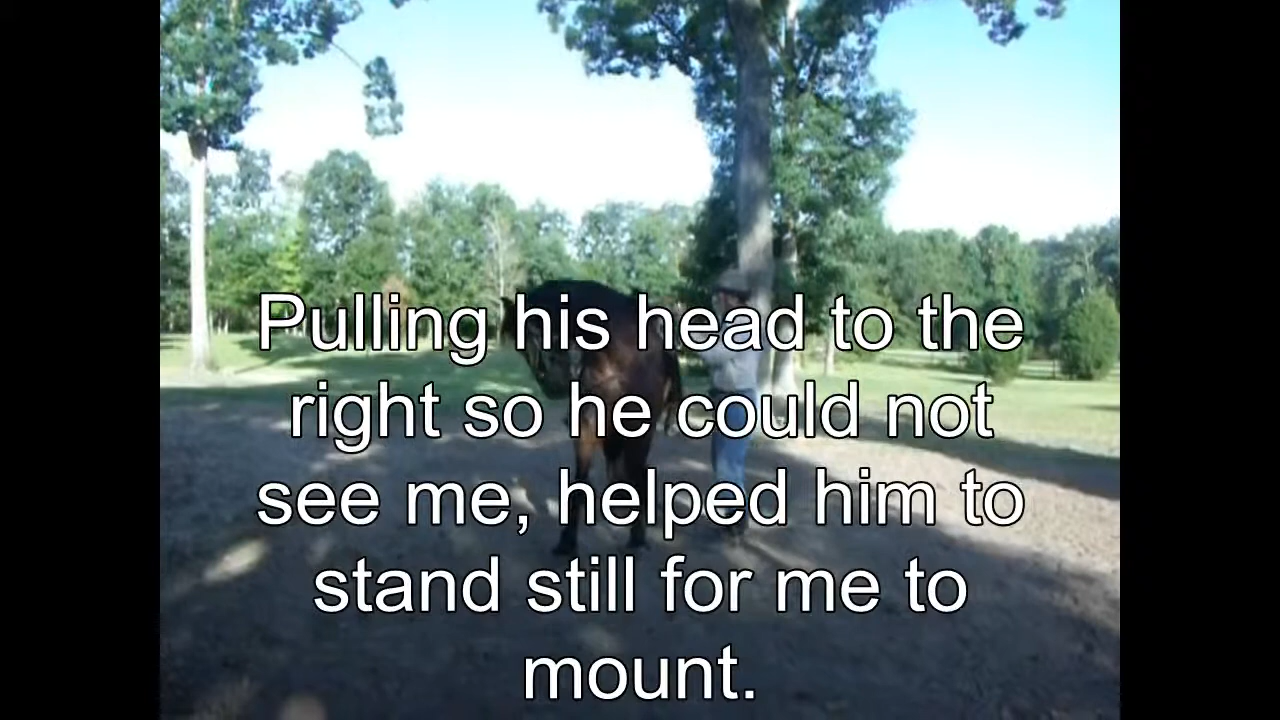 Pulling his head to the
right so he could not
see me, helped him to
stand still for me to
mount.